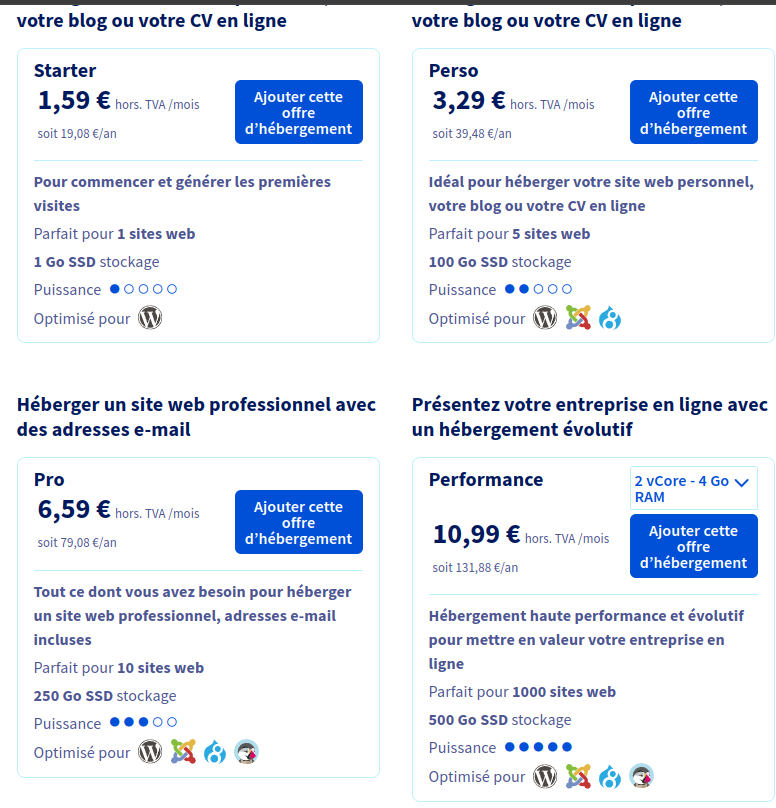 votre blog ou votre CV en ligne
Starter
1,59 € hors. TVA /mois
soit 19,08 €/an
Ajouter cette
offre
d’hébergement
Pour commencer et générer les premières
visites
Parfait pour 1 sites web
1 Go SSD stockage
Puissance
Optimisé pour
votre blog ou votre CV en ligne
Perso
3,29 € hors. TVA /mois
soit 39,48 €/an
Ajouter cette
offre
d’hébergement
Idéal pour héberger votre site web personnel,
votre blog ou votre CV en ligne
Parfait pour 5 sites web
100 Go SSD stockage
Puissance
Optimisé pour
Héberger un site web professionnel avec
des adresses e-mail
Pro
6,59 € hors. TVA /mois
soit 79,08 €/an
Ajouter cette
offre
d’hébergement
Tout ce dont vous avez besoin pour héberger
un site web professionnel, adresses e-mail
incluses
Parfait pour 10 sites web
250 Go SSD stockage
Puissance
Optimisé pour
Présentez votre entreprise en ligne avec
un hébergement évolutif
Performance
2 vCore - 4 Go
RAM
10,99 € hors. TVA /mois
soit 131,88 €/an
Ajouter cette
offre
d’hébergement
Hébergement haute performance et évolutif
pour mettre en valeur votre entreprise en
ligne
Parfait pour 1000 sites web
500 Go SSD stockage
Puissance
Optimisé pour